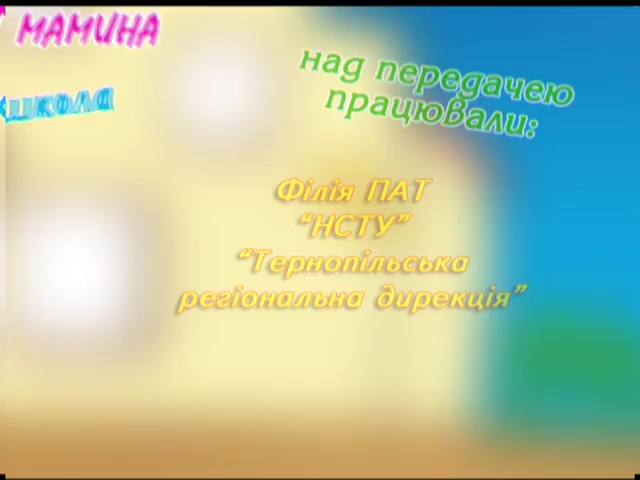 МАМИНА
школа
над передачею
працювали:
Філія ПАТ
“НСТУ”
“Тернопільська
регіональна дирекція”